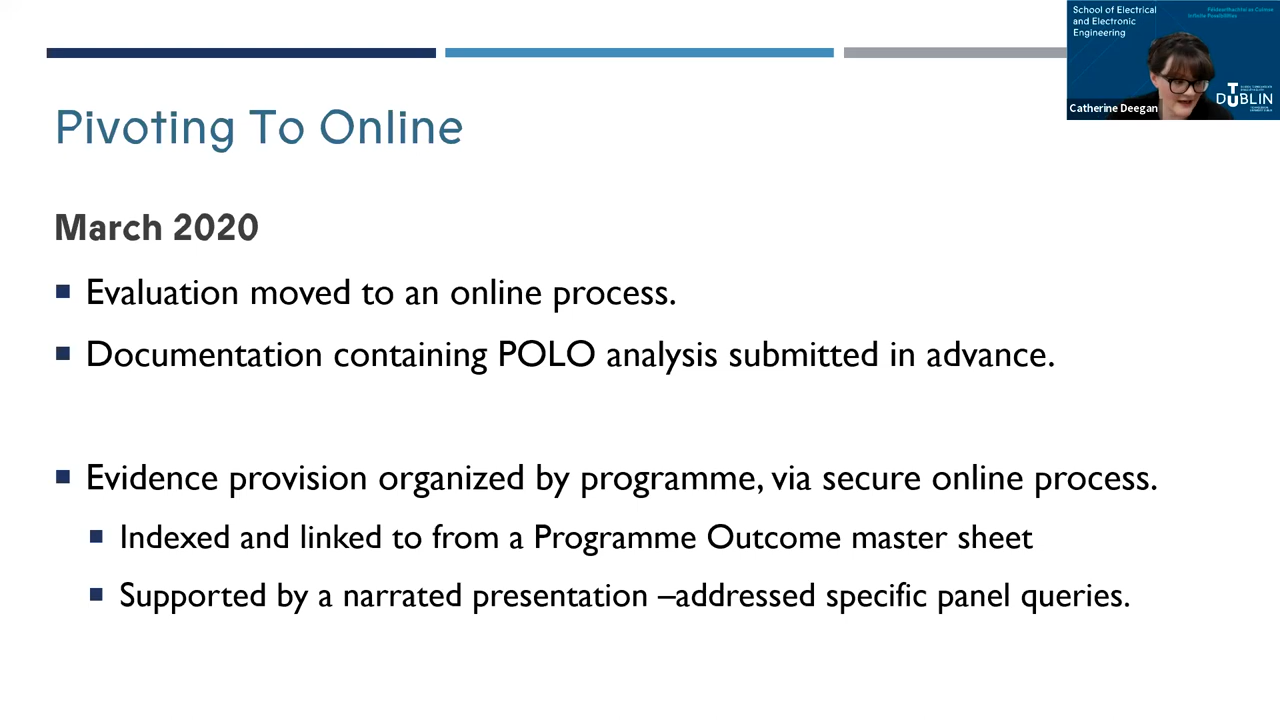 School of Electrical
and Electronic
Engineering
Infinite Possibilities
DUBLIN
Catherine Deegan
Pivoting To Online
March 2020
Evaluation moved to an online process.
Documentation containing POLO analysis submitted in advance.
Evidence provision organized by programme, via secure online process.
Indexed and linked to from a Programme Outcome master sheet
Supported by a narrated presentation –addressed specific panel queries.